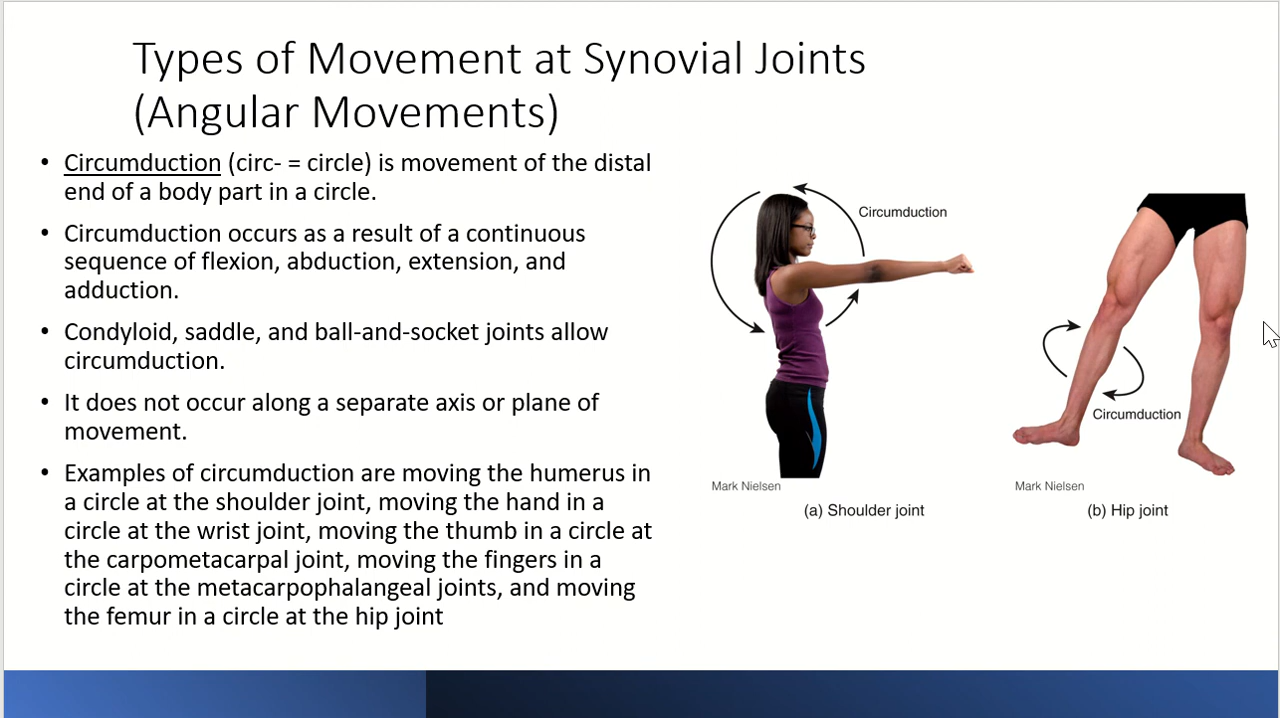 Types of Movement at Synovial Joints
(Angular Movements)
• Circumduction (circ- = circle) is movement of the distal
end of a body part in a circle.
• Circumduction occurs as a result of a continuous
sequence of flexion, abduction, extension, and
adduction.
• Condyloid, saddle, and ball-and-socket joints allow
circumduction.
• It does not occur along a separate axis or plane of
movement.
• Examples of circumduction are moving the humerus in
a circle at the shoulder joint, moving the hand in a
circle at the wrist joint, moving the thumb in a circle at
the carpometacarpal joint, moving the fingers in a
circle at the metacarpophalangeal joints, and moving
the femur in a circle at the hip joint
Circumduction
Mark Nielsen
(a) Shoulder joint
Circumduction
Mark Nielsen
(b) Hip joint